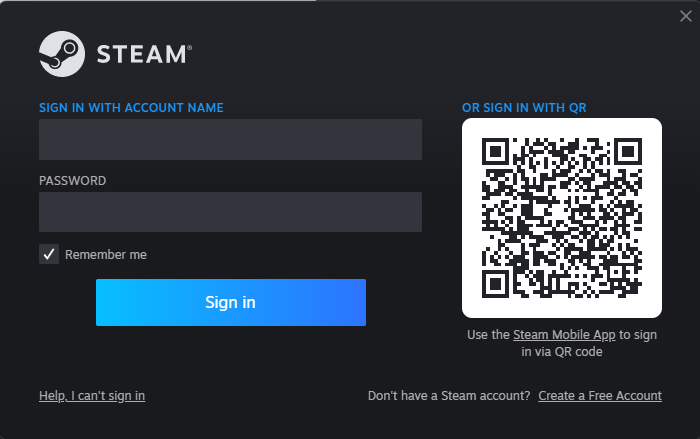 STEAM®
SIGN IN WITH ACCOUNT NAME
PASSWORD
Remember me
Sign in
OR SIGN IN WITH QR
Use the Steam Mobile App to sign
in via QR code
Help, I can't sign in
Don't have a Steam account? Create a Free Account